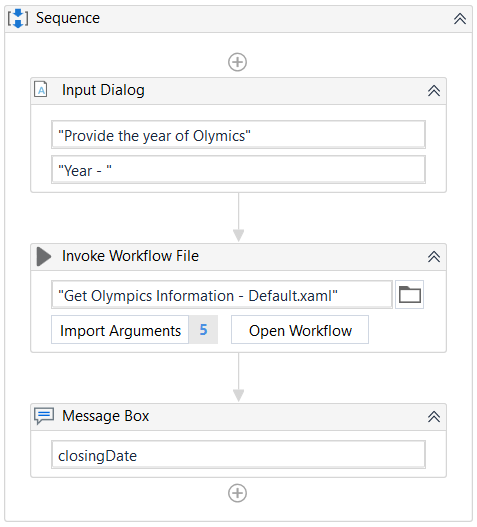 Sequence
A Input Dialog
"Provide the year of Olymics"
"Year - "
Invoke Workflow File
"Get Olympics Information - Default.xaml"
Import Arguments 5 Open Workflow
Message Box
closingDate